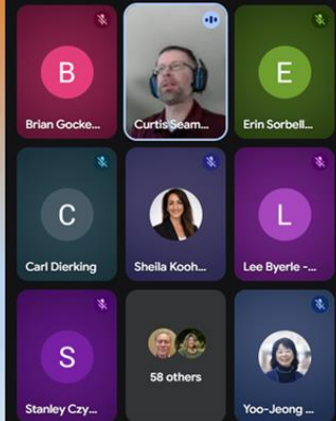 B
Brian Gocke...
Curtis Seam...
E
Erin Sorbell...
C
Carl Dierking
Sheila Kooh...
L
Lee Byerle -...
S
Stanley Czy...
58 others
Yoo-Jeong ...